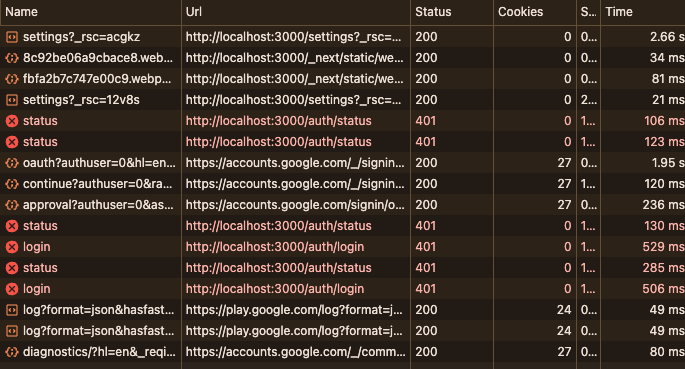 Name Url Status Cookies S... Time
settings?_rsc=acgkz http://localhost:3000/settings?_rsc=... 200 0 0... 2.66 s
8c92be06a9cbace8.web... http://localhost:3000/_next/static/we... 200 0 0... 34 ms
fbfa2b7c747e00c9.webp... http://localhost:3000/_next/static/we... 200 0 0... 81 ms
settings?_rsc=12v8s http://localhost:3000/settings?_rsc=... 200 0 2... 21 ms
status http://localhost:3000/auth/status 401 0 1... 106 ms
status http://localhost:3000/auth/status 401 0 1... 123 ms
oauth?authuser=0&hl=en... https://accounts.google.com/_/signin... 200 27 0... 1.95 s
continue?authuser=0&ra... https://accounts.google.com/_/signin... 200 27 1... 120 ms
approval?authuser=0&as... https://accounts.google.com/signin/o... 200 27 0... 236 ms
status http://localhost:3000/auth/status 401 0 1... 130 ms
login http://localhost:3000/auth/login 401 0 1... 529 ms
status http://localhost:3000/auth/status 401 0 1... 285 ms
login http://localhost:3000/auth/login 401 0 1... 506 ms
log?format=json&hasfast... https://play.google.com/log?format=j... 200 24 0... 49 ms
log?format=json&hasfast... https://play.google.com/log?format=j... 200 24 0... 49 ms
diagnostics/?hl=en&_reqi... https://accounts.google.com/_/comm... 200 27 0... 80 ms